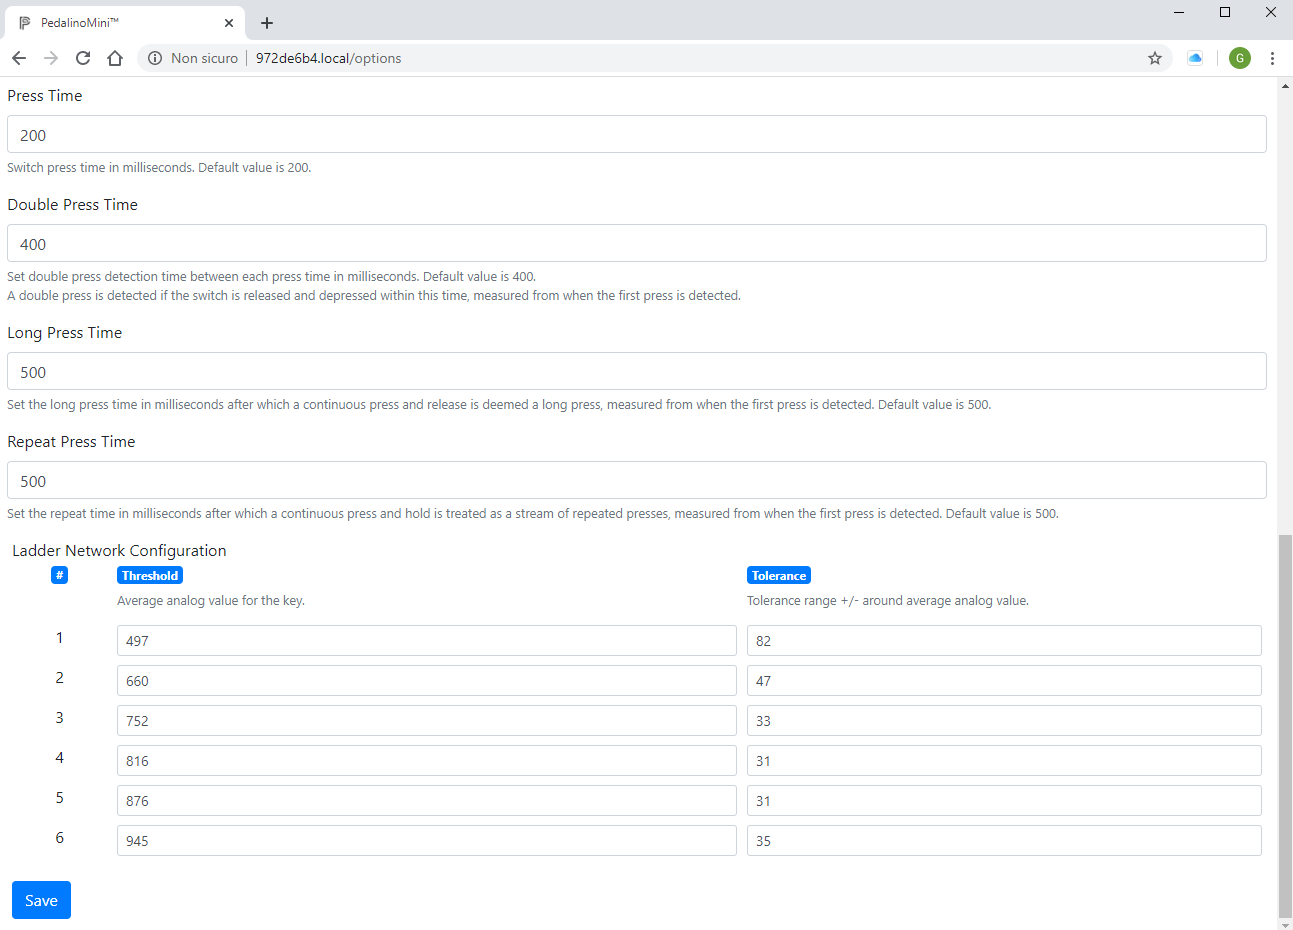 PedalinoMini™
Non sicuro | 972de6b4.local/options
G
Press Time
200
Switch press time in milliseconds. Default value is 200.
Double Press Time
400
Set double press detection time between each press time in milliseconds. Default value is 400.
A double press is detected if the switch is released and depressed within this time, measured from when the first press is detected.
Long Press Time
500
Set the long press time in milliseconds after which a continuous press and release is deemed a long press, measured from when the first press is detected. Default value is 500.
Repeat Press Time
500
Set the repeat time in milliseconds after which a continuous press and hold is treated as a stream of repeated presses, measured from when the first press is detected. Default value is 500.
Ladder Network Configuration
# Threshold Tolerance
Average analog value for the key. Tolerance range +/- around average analog value.
1 497 82
2 660 47
3 752 33
4 816 31
5 876 31
6 945 35
Save